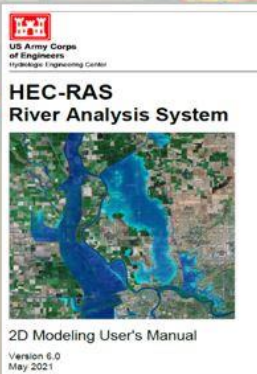 US Army Corps
of Engineers
Hydrologic Engineering Center
HEC-RAS
River Analysis System
2D Modeling User's Manual
Version 6.0
May 2021